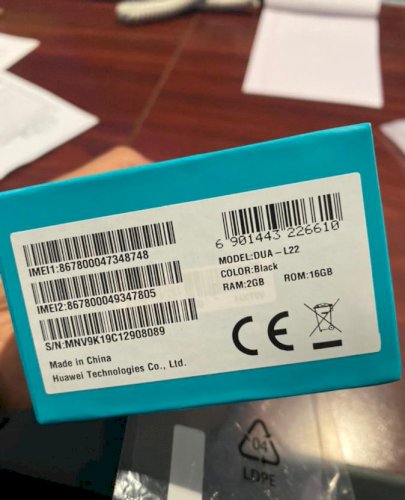 IMEI1:867800047348748
IMEI2:867800049347805
S/N:MNV9K19C12908089
Made in China
Huawei Technologies Co., Ltd.
6 901443 226610
MODEL:DUA – L22
COLOR:Black
RAM:2GB ROM:16GB
CE
04
LDPE